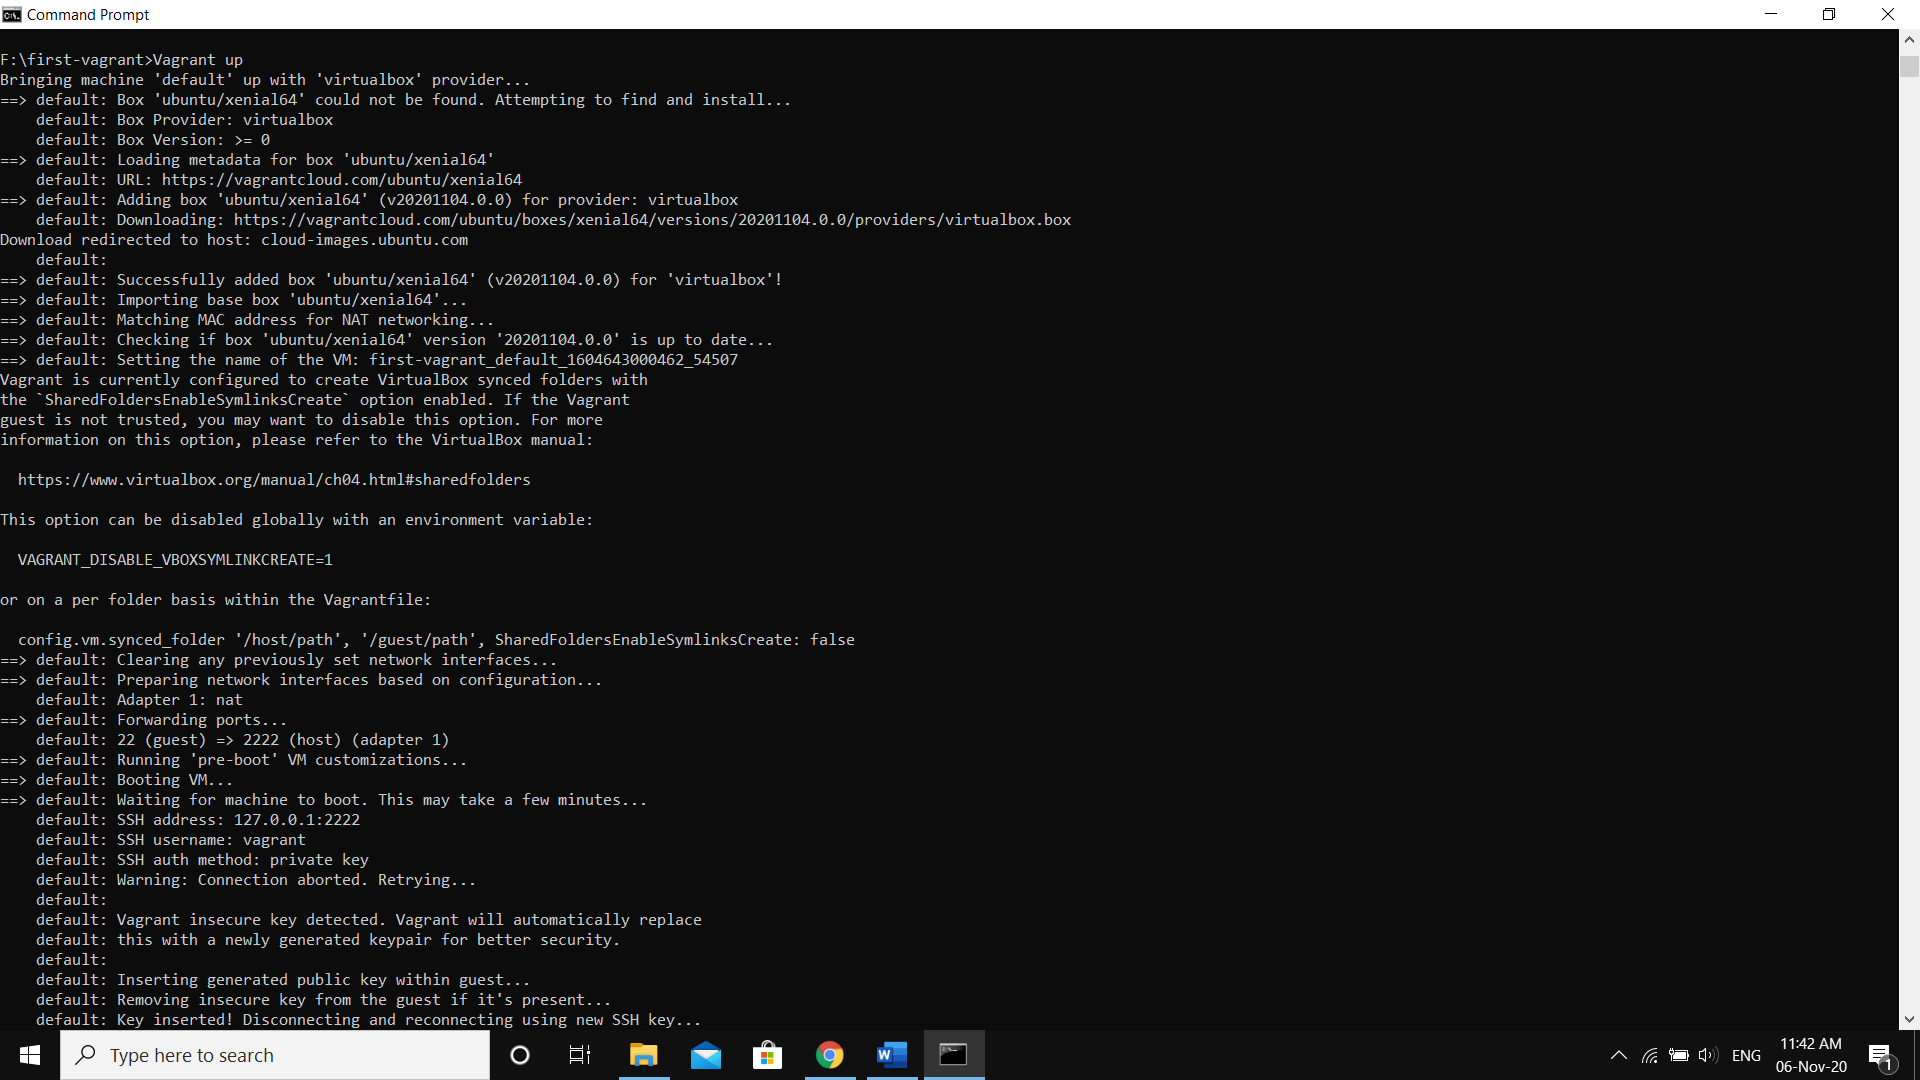 Command Prompt
F:\first-vagrant>Vagrant up
Bringing machine 'default' up with 'virtualbox' provider...
==> default: Box 'ubuntu/xenial64' could not be found. Attempting to find and install...
    default: Box Provider: virtualbox
    default: Box Version: >= 0
==> default: Loading metadata for box 'ubuntu/xenial64'
    default: URL: https://vagrantcloud.com/ubuntu/xenial64
==> default: Adding box 'ubuntu/xenial64' (v20201104.0.0) for provider: virtualbox
    default: Downloading: https://vagrantcloud.com/ubuntu/boxes/xenial64/versions/20201104.0.0/providers/virtualbox.box
Download redirected to host: cloud-images.ubuntu.com
    default:
==> default: Successfully added box 'ubuntu/xenial64' (v20201104.0.0) for 'virtualbox'!
==> default: Importing base box 'ubuntu/xenial64'...
==> default: Matching MAC address for NAT networking...
==> default: Checking if box 'ubuntu/xenial64' version '20201104.0.0' is up to date...
==> default: Setting the name of the VM: first-vagrant_default_1604643000462_54507
Vagrant is currently configured to create VirtualBox synced folders with
the `SharedFoldersEnableSymlinksCreate` option enabled. If the Vagrant
guest is not trusted, you may want to disable this option. For more
information on this option, please refer to the VirtualBox manual:
  https://www.virtualbox.org/manual/ch04.html#sharedfolders
This option can be disabled globally with an environment variable:
  VAGRANT_DISABLE_VBOXSYMLINKCREATE=1
or on a per folder basis within the Vagrantfile:
  config.vm.synced_folder '/host/path', '/guest/path', SharedFoldersEnableSymlinksCreate: false
==> default: Clearing any previously set network interfaces...
==> default: Preparing network interfaces based on configuration...
    default: Adapter 1: nat
==> default: Forwarding ports...
    default: 22 (guest) => 2222 (host) (adapter 1)
==> default: Running 'pre-boot' VM customizations...
==> default: Booting VM...
==> default: Waiting for machine to boot. This may take a few minutes...
    default: SSH address: 127.0.0.1:2222
    default: SSH username: vagrant
    default: SSH auth method: private key
    default: Warning: Connection aborted. Retrying...
    default:
    default: Vagrant insecure key detected. Vagrant will automatically replace
    default: this with a newly generated keypair for better security.
    default:
    default: Inserting generated public key within guest...
    default: Removing insecure key from the guest if it's present...
    default: Key inserted! Disconnecting and reconnecting using new SSH key...
Type here to search
ENG
11:42 AM
06-Nov-20
1